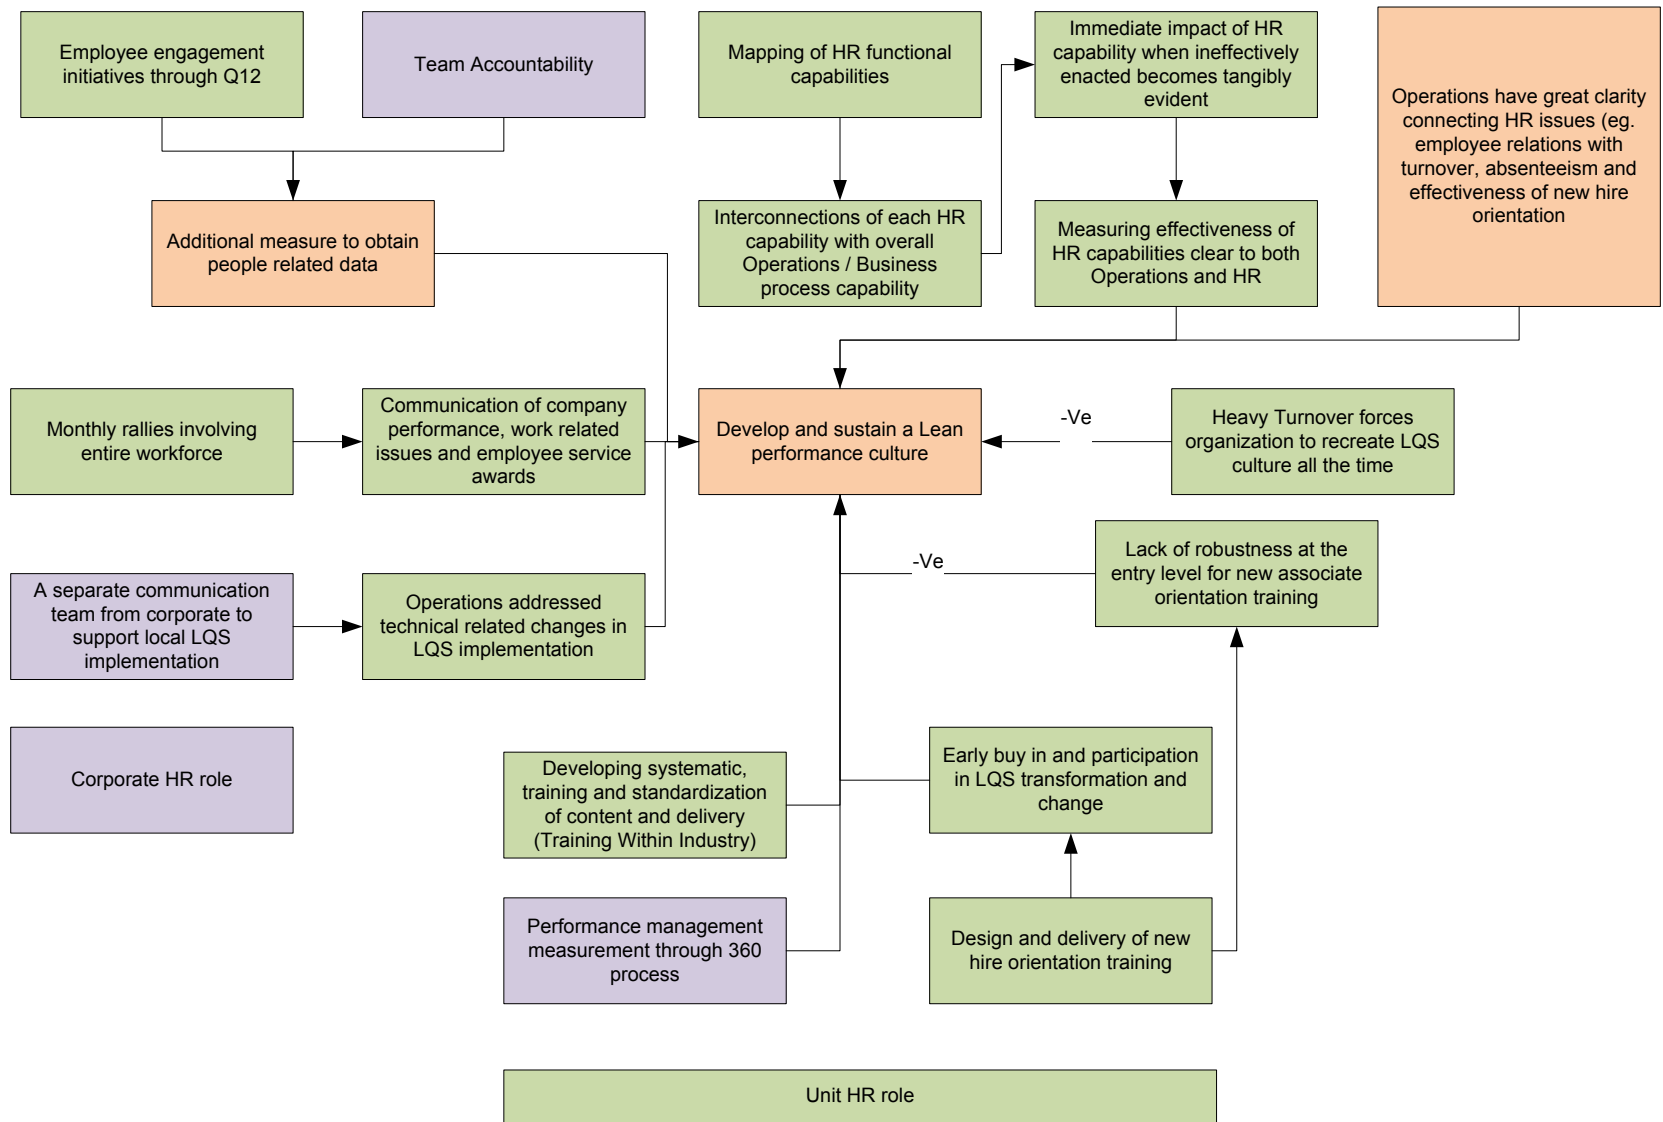 Employee engagement
initiatives through Q12
Team Accountability
Mapping of HR functional
capabilities
Immediate impact of HR
capability when ineffectively
enacted becomes tangibly
evident
Operations have great clarity
connecting HR issues (eg.
employee relations with
turnover, absenteeism and
effectiveness of new hire
orientation
Additional measure to obtain
people related data
Interconnections of each HR
capability with overall
Operations / Business
process capability
Measuring effectiveness of
HR capabilities clear to both
Operations and HR
Monthly rallies involving
entire workforce
Communication of company
performance, work related
issues and employee service
awards
Develop and sustain a Lean
performance culture
-Ve
Heavy Turnover forces
organization to recreate LQS
culture all the time
A separate communication
team from corporate to
support local LQS
implementation
Operations addressed
technical related changes in
LQS implementation
-Ve
Lack of robustness at the
entry level for new associate
orientation training
Corporate HR role
Developing systematic,
training and standardization
of content and delivery
(Training Within Industry)
Early buy in and participation
in LQS transformation and
change
Performance management
measurement through 360
process
Design and delivery of new
hire orientation training
Unit HR role